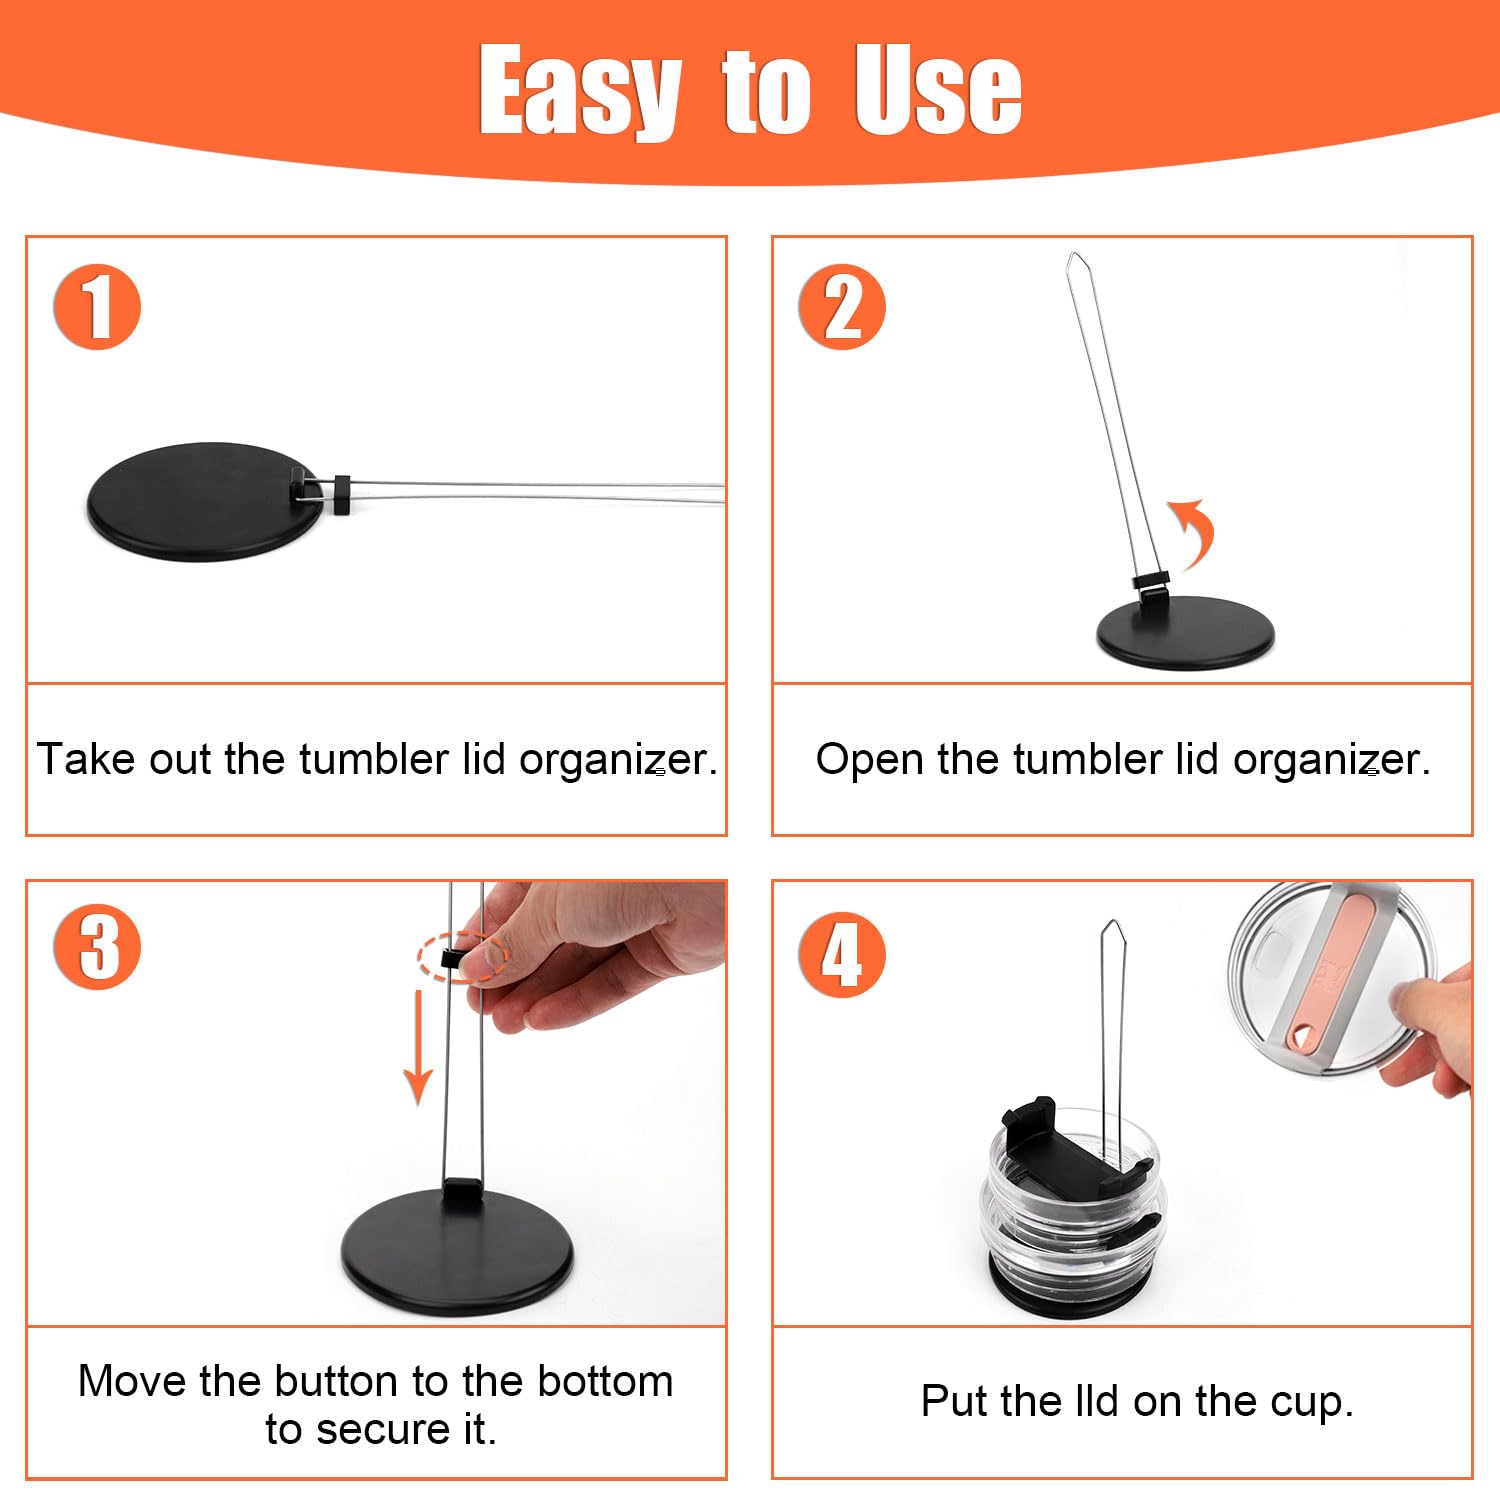 Easy to Use
1
2
Take out the tumbler lid organizer.
Open the tumbler lid organizer.
3
4
Move the button to the bottom
to secure it.
Put the lld on the cup.